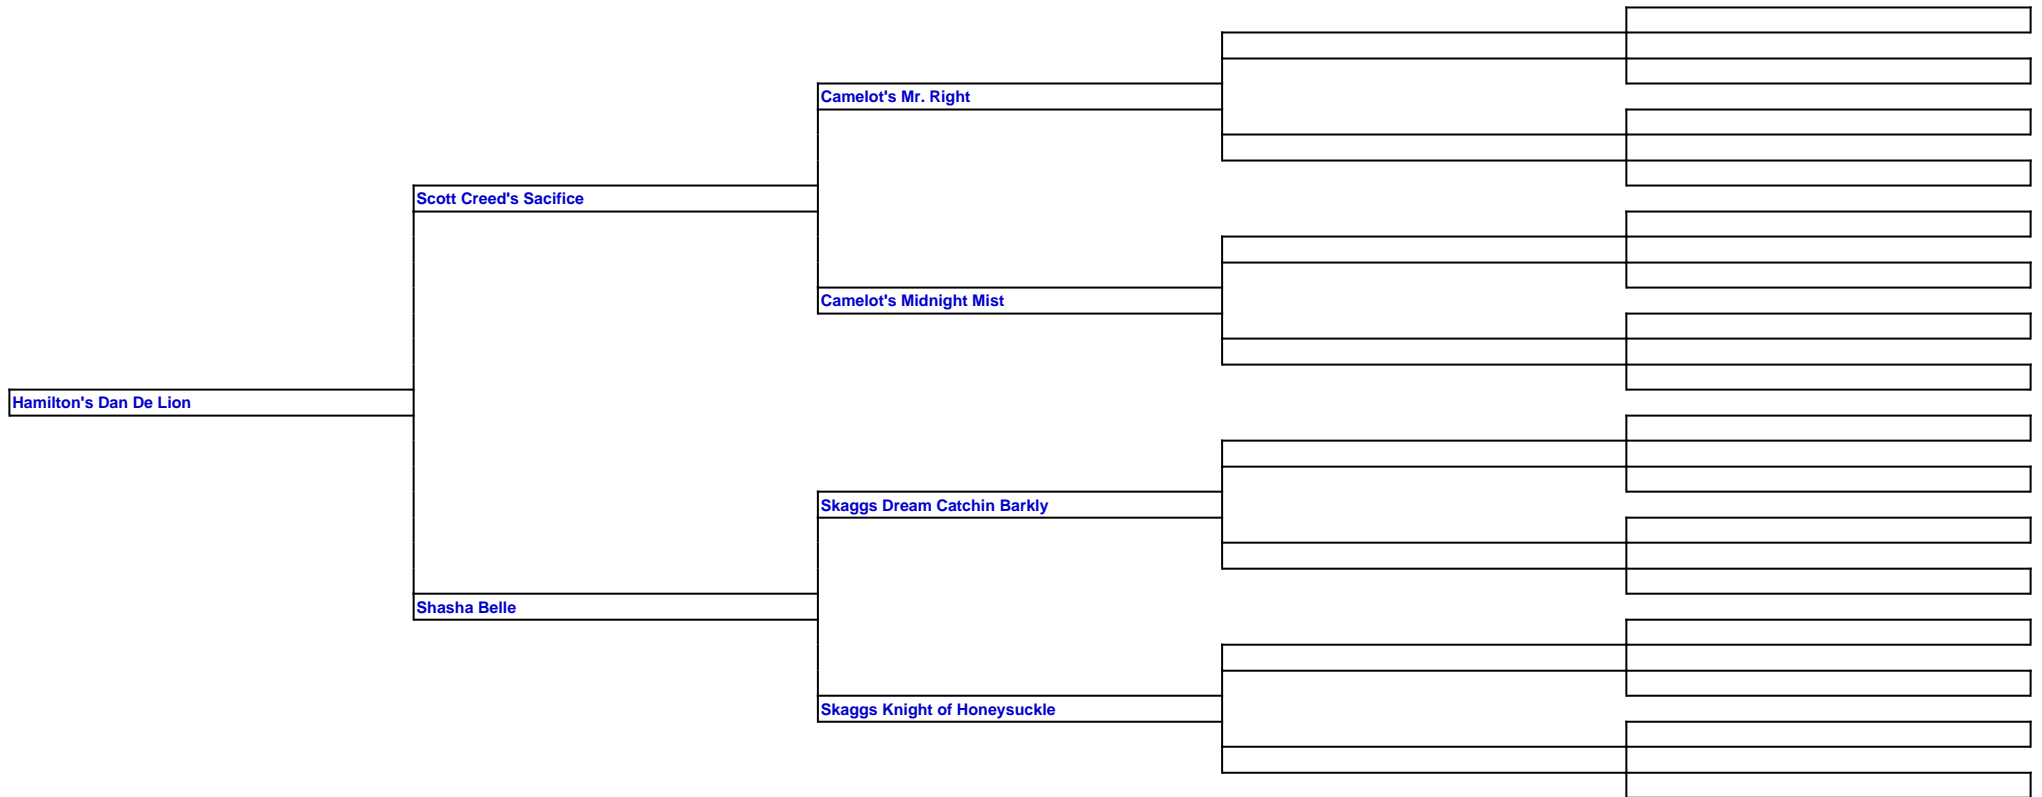 Camelot's Mr. Right
Scott Creed's Sacifice
Camelot's Midnight Mist
Hamilton's Dan De Lion
Skaggs Dream Catchin Barkly
Shasha Belle
Skaggs Knight of Honeysuckle